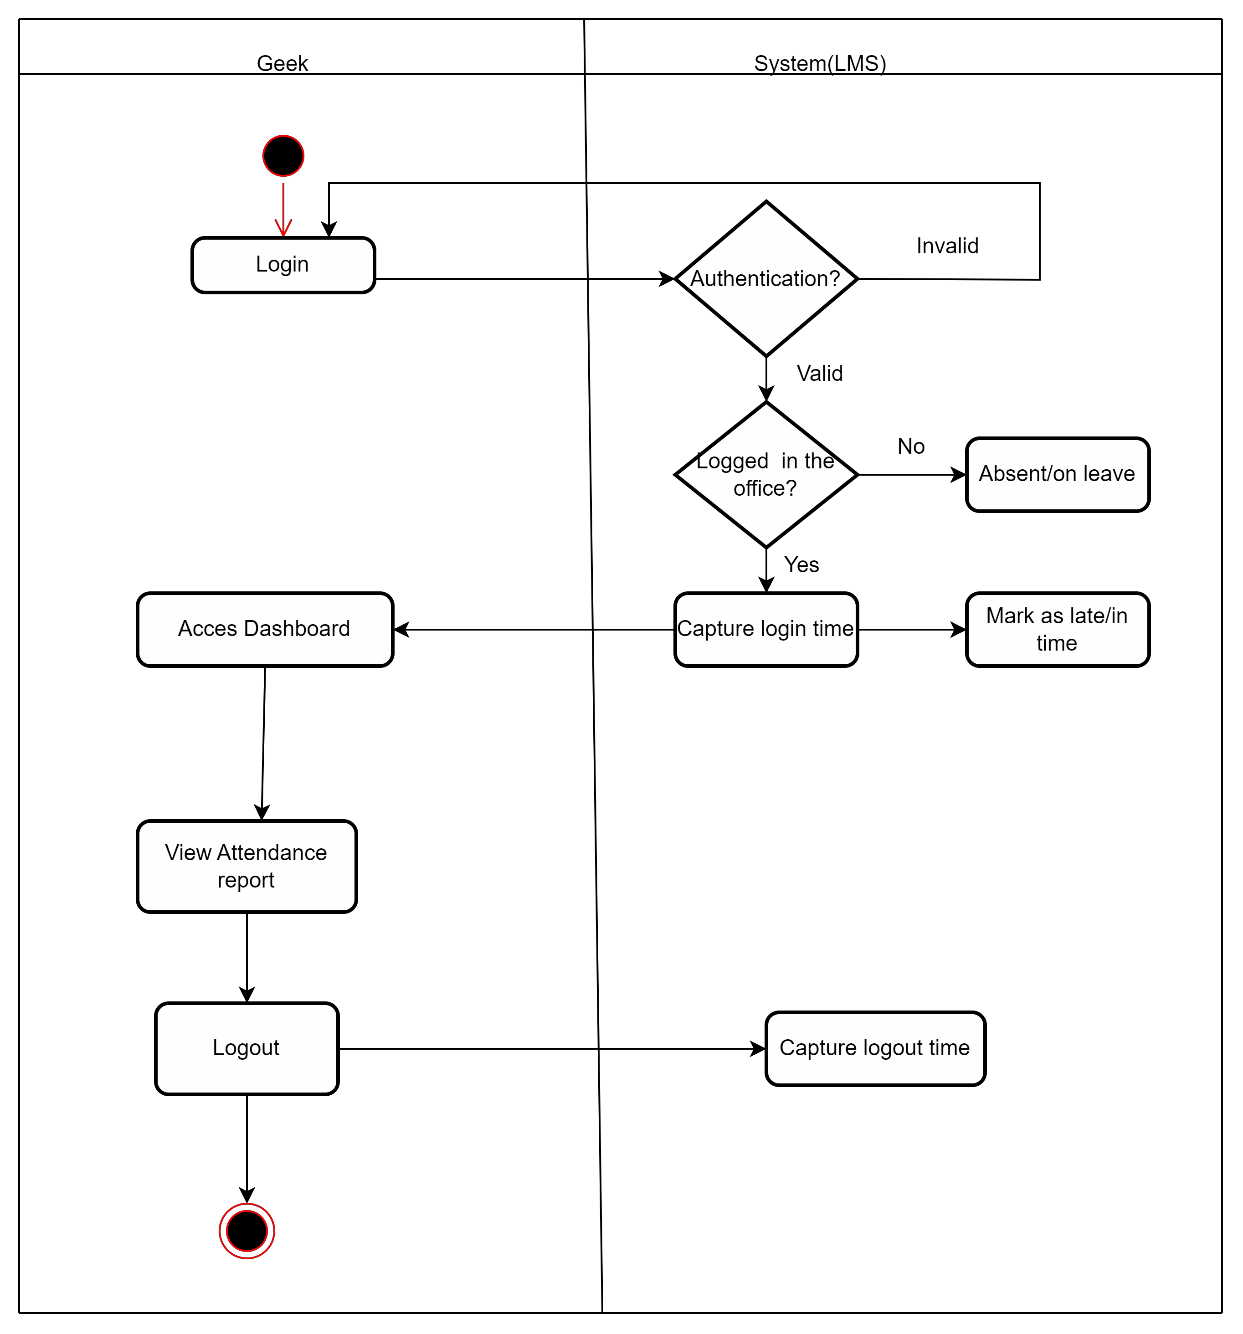 Geek
System(LMS)
Login
Authentication?
Invalid
Valid
Logged  in the
office?
No
Absent/on leave
Yes
Acces Dashboard
Capture login time
Mark as late/in
time
View Attendance
report
Logout
Capture logout time